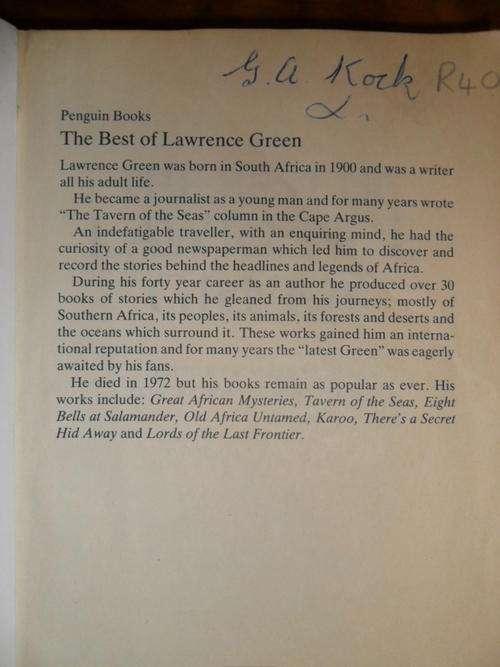 G. A. Kock R40
Penguin Books
The Best of Lawrence Green
Lawrence Green was born in South Africa in 1900 and was a writer
all his adult life.
He became a journalist as a young man and for many years wrote
“The Tavern of the Seas” column in the Cape Argus.
An indefatigable traveller, with an enquiring mind, he had the
curiosity of a good newspaperman which led him to discover and
record the stories behind the headlines and legends of Africa.
During his forty year career as an author he produced over 30
books of stories which he gleaned from his journeys; mostly of
Southern Africa, its peoples, its animals, its forests and deserts and
the oceans which surround it. These works gained him an interna-
tional reputation and for many years the “latest Green” was eagerly
awaited by his fans.
He died in 1972 but his books remain as popular as ever. His
works include: Great African Mysteries, Tavern of the Seas, Eight
Bells at Salamander, Old Africa Untamed, Karoo, There's a Secret
Hid Away and Lords of the Last Frontier.